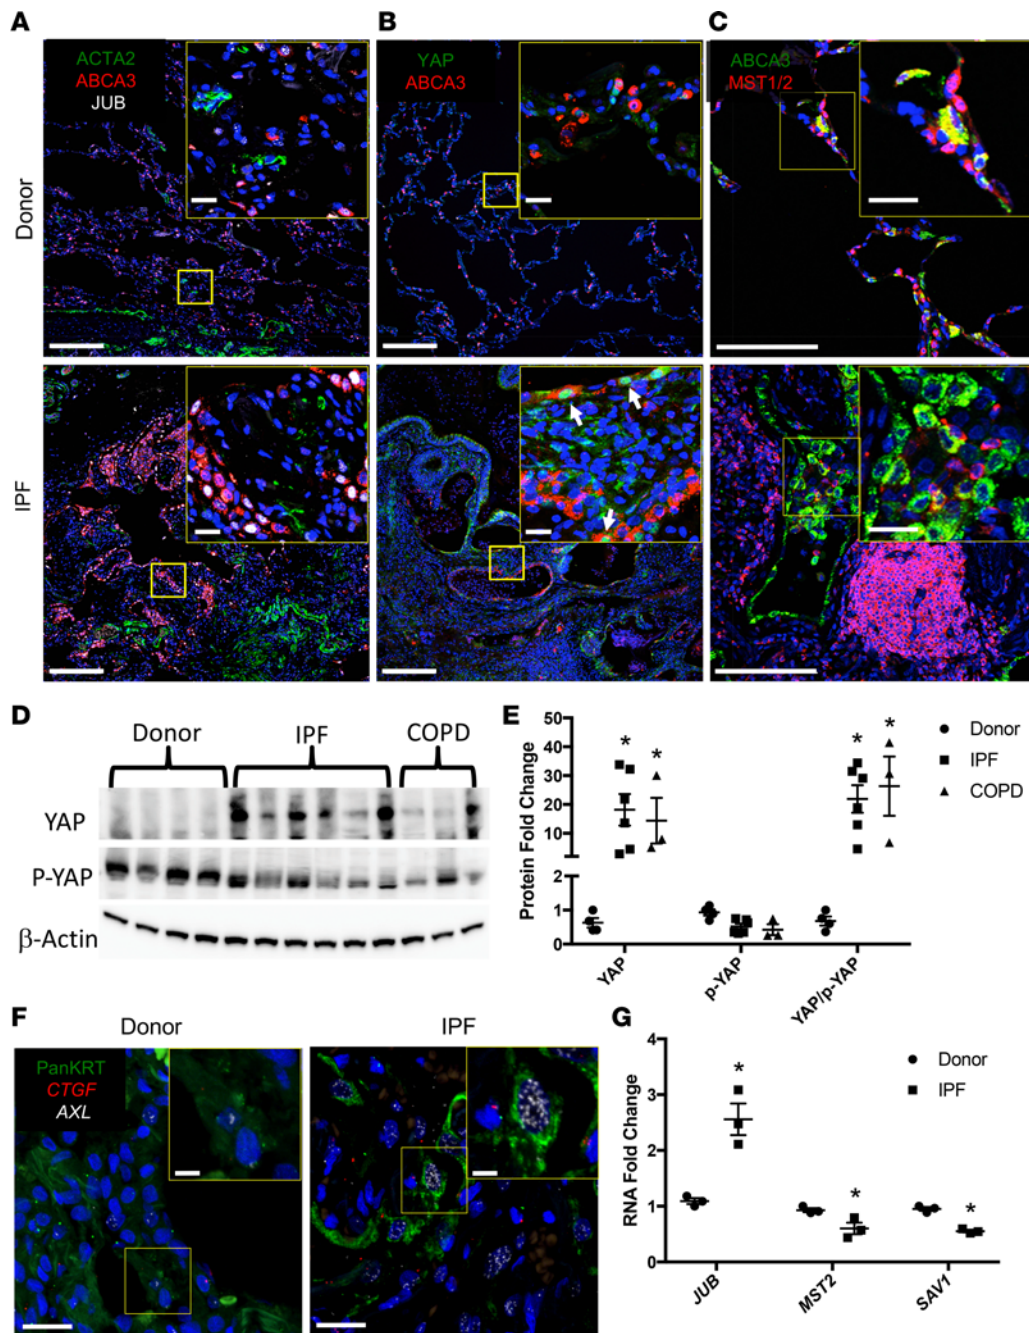 A
B
C
ACTA2
ABCA3
JUB
YAP
ABCA3
ABCA3
MST1/2
Donor
IPF
D
Donor
IPF
COPD
YAP
P-YAP
β-Actin
E
Protein Fold Change
50
40
30
20
10
2
1
0
* * * *
YAP
p-YAP
YAP/p-YAP
Donor
IPF
COPD
F
Donor
IPF
PanKRT
CTGF
AXL
G
RNA Fold Change
4
3
2
1
0
* * *
JUB
MST2
SAV1
Donor
IPF